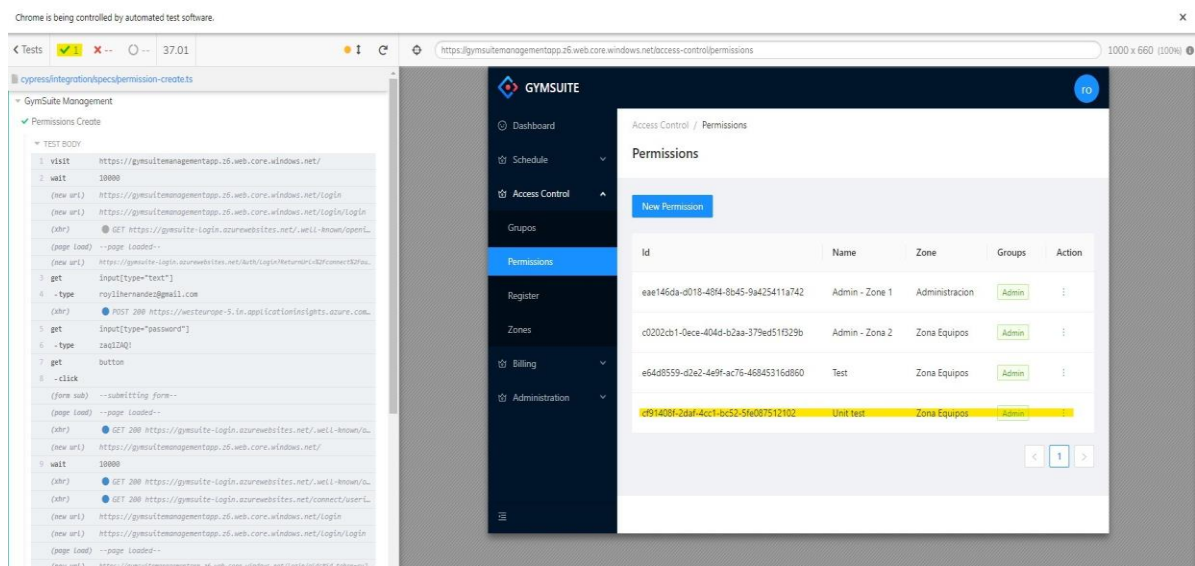 Chrome is being controlled by automated test software. x
< Tests 1 -- -- 37.01 https://gymsuitemanagementapp.z6.web.core.windows.net/access-control/permissions 1000 x 660 (100%)
cypress/integration/specs/permission-create.ts
GymSuite Management
Permissions Create
TEST BODY
1 visit https://gymsuitemanagementapp.z6.web.core.windows.net/
2 wait 10000
(new url) https://gymsuitemanagementapp.z6.web.core.windows.net/login
(new url) https://gymsuitemanagementapp.z6.web.core.windows.net/login/login
(xhr) GET https://gymsuite-login.azurewebsites.net/.well-known/openi…
(page load) --page loaded--
(new url) https://gymsuite-login.azurewebsites.net/Auth/Login?ReturnUrl=%2Fconnect%2Fau…
3 get input[type="text"]
4 - type roylihernandez@gmail.com
(xhr) POST 200 https://westeurope-5.in.applicationinsights.azure.com…
5 get input[type="password"]
6 - type zaq1ZAQ!
7 get button
8 - click
(form sub) --submitting form--
(page load) --page loaded--
(xhr) GET 200 https://gymsuite-login.azurewebsites.net/.well-known/o…
(new url) https://gymsuitemanagementapp.z6.web.core.windows.net/
9 wait 10000
(xhr) GET 200 https://gymsuite-login.azurewebsites.net/.well-known/o…
(xhr) GET 200 https://gymsuite-login.azurewebsites.net/connect/useri…
(new url) https://gymsuitemanagementapp.z6.web.core.windows.net/login
(new url) https://gymsuitemanagementapp.z6.web.core.windows.net/login/login
(page load) --page loaded--
GYMSUITE ro
Dashboard
Schedule
Access Control
Grupos
Permissions
Register
Zones
Billing
Administration
Access Control / Permissions
Permissions
New Permission
Id Name Zone Groups Action
eae146da-d018-48f4-8b45-9a425411a742 Admin - Zone 1 Administracion Admin
c0202cb1-0ece-404d-b2aa-379ed51f329b Admin - Zona 2 Zona Equipos Admin
e64d8559-d2e2-4e9f-ac76-46845316d860 Test Zona Equipos Admin
cf91408f-2daf-4cc1-bc52-5fe087512102 Unit test Zona Equipos Admin
< 1 >